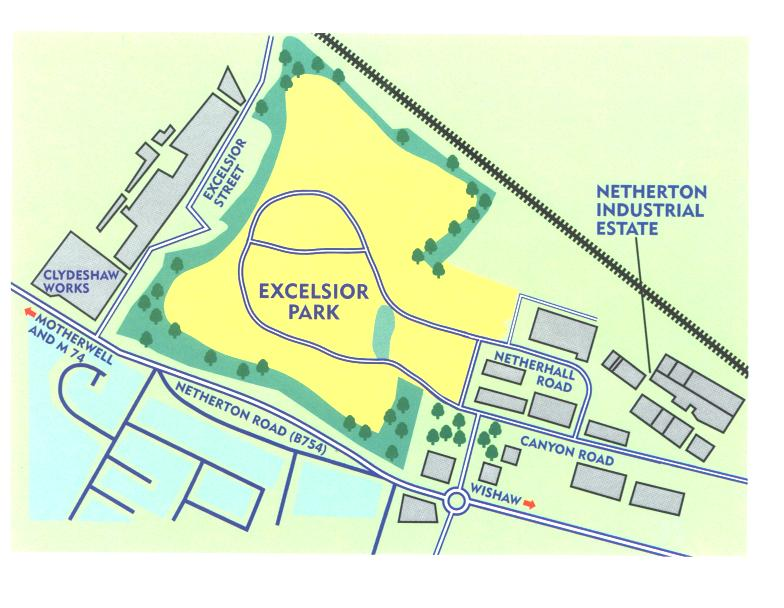 EXCELSIOR
STREET
NETHERTON
INDUSTRIAL
ESTATE
CLYDESHAW
WORKS
EXCELSIOR
PARK
MOTHERWELL
AND M 74
NETHERHALL
ROAD
NETHERTON ROAD (B754)
CANYON ROAD
WISHAW